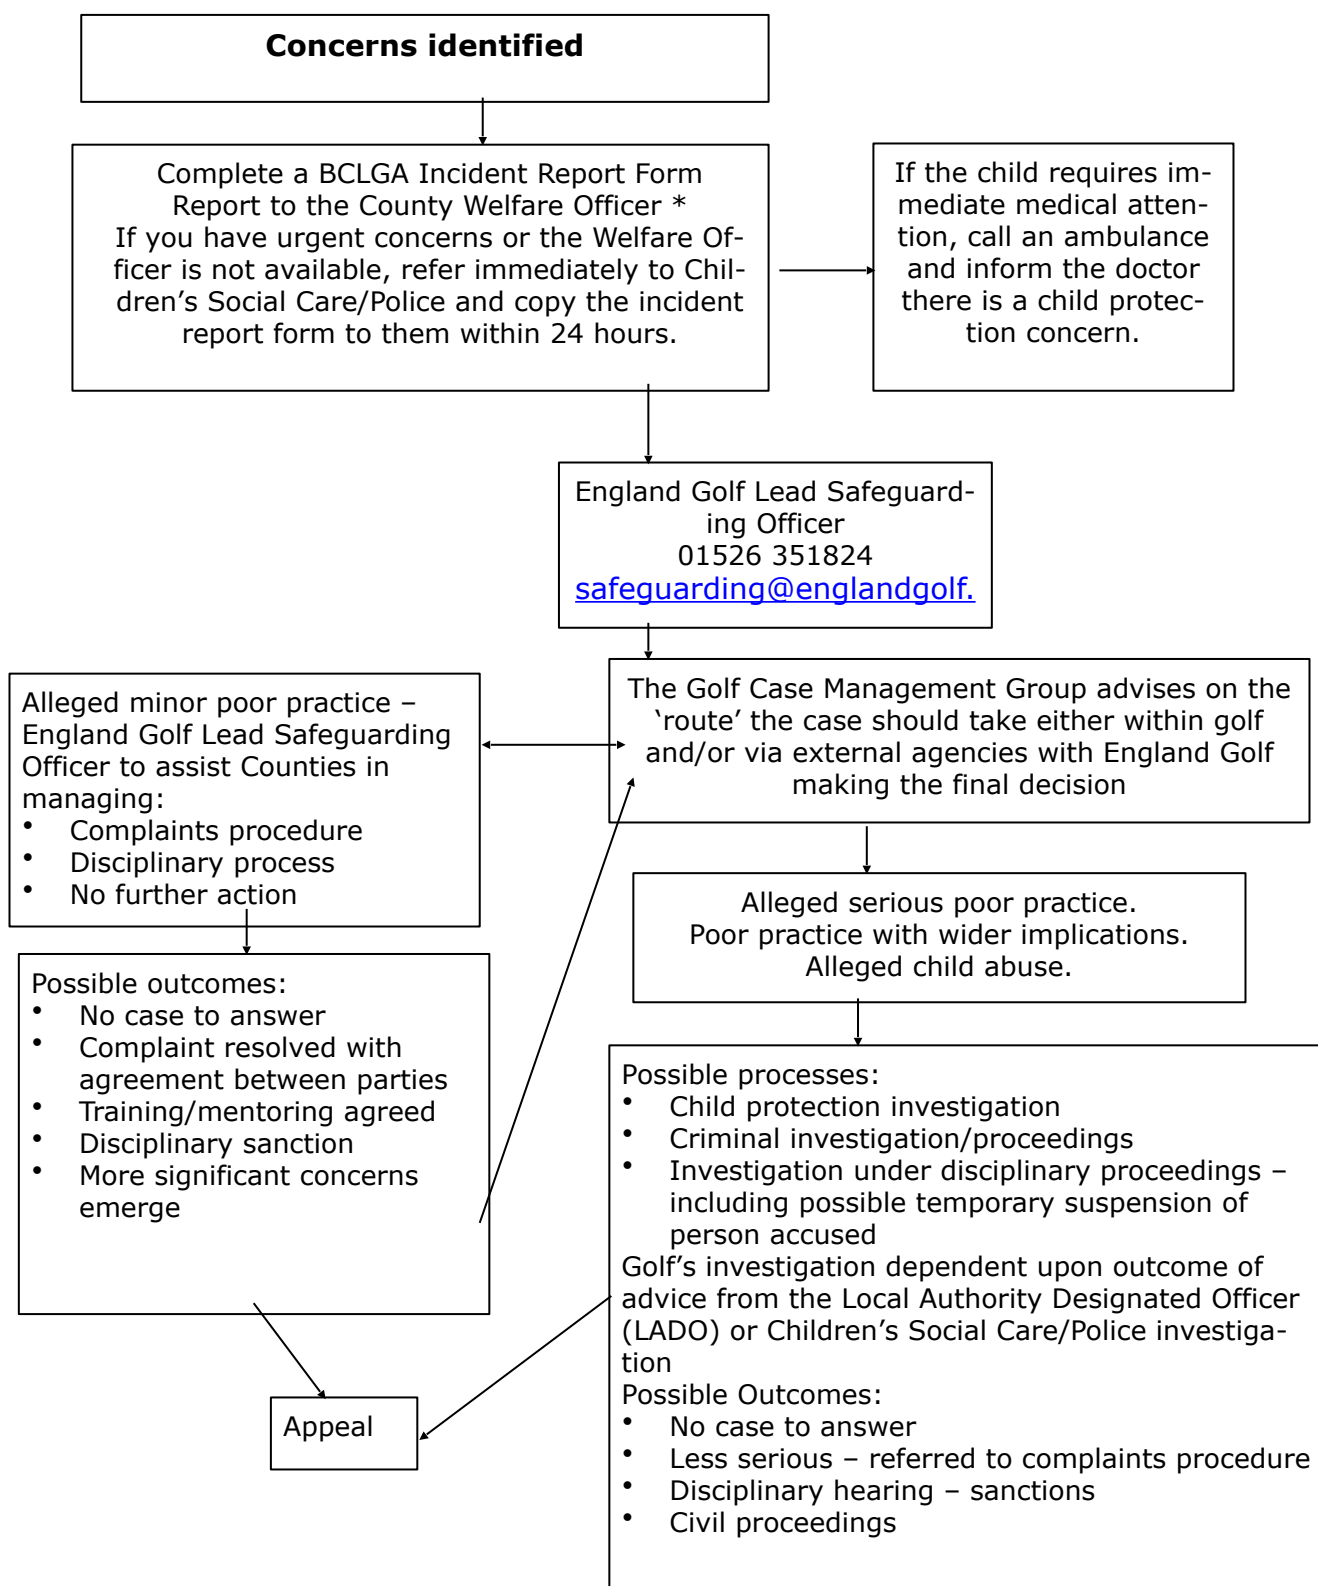 Concerns identified
Complete a BCLGA Incident Report Form
Report to the County Welfare Officer *
If you have urgent concerns or the Welfare Of-
ficer is not available, refer immediately to Chil-
dren’s Social Care/Police and copy the incident
report form to them within 24 hours.
If the child requires im-
mediate medical atten-
tion, call an ambulance
and inform the doctor
there is a child protec-
tion concern.
England Golf Lead Safeguard-
ing Officer
01526 351824
safeguarding@englandgolf.
Alleged minor poor practice –
England Golf Lead Safeguarding
Officer to assist Counties in
managing:
• Complaints procedure
• Disciplinary process
• No further action
The Golf Case Management Group advises on the
‘route’ the case should take either within golf
and/or via external agencies with England Golf
making the final decision
Alleged serious poor practice.
Poor practice with wider implications.
Alleged child abuse.
Possible outcomes:
• No case to answer
• Complaint resolved with
agreement between parties
• Training/mentoring agreed
• Disciplinary sanction
• More significant concerns
emerge
Possible processes:
• Child protection investigation
• Criminal investigation/proceedings
• Investigation under disciplinary proceedings –
including possible temporary suspension of
person accused
Golf’s investigation dependent upon outcome of
advice from the Local Authority Designated Officer
(LADO) or Children’s Social Care/Police investiga-
tion
Possible Outcomes:
• No case to answer
• Less serious – referred to complaints procedure
• Disciplinary hearing – sanctions
• Civil proceedings
Appeal